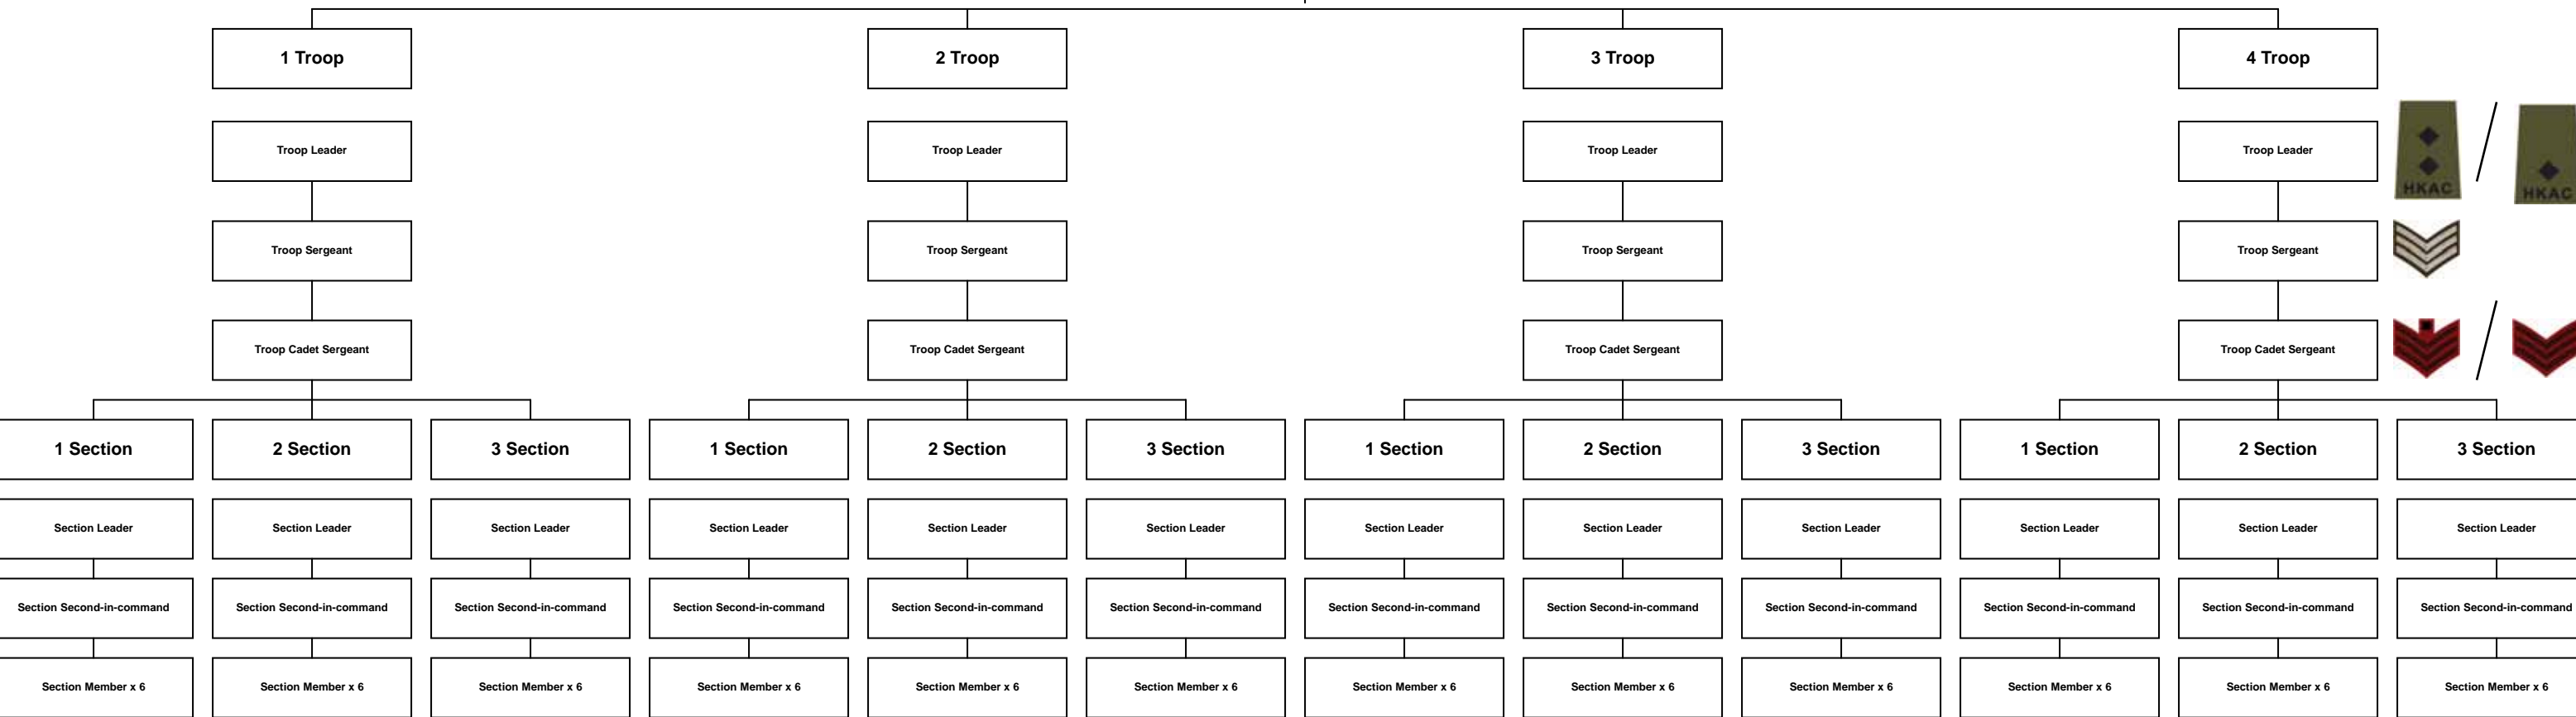 1 Troop
2 Troop
3 Troop
4 Troop
Troop Leader
Troop Leader
Troop Leader
Troop Leader
HKAC
HKAC
Troop Sergeant
Troop Sergeant
Troop Sergeant
Troop Sergeant
Troop Cadet Sergeant
Troop Cadet Sergeant
Troop Cadet Sergeant
Troop Cadet Sergeant
1 Section
2 Section
3 Section
1 Section
2 Section
3 Section
1 Section
2 Section
3 Section
1 Section
2 Section
3 Section
Section Leader
Section Leader
Section Leader
Section Leader
Section Leader
Section Leader
Section Leader
Section Leader
Section Leader
Section Leader
Section Leader
Section Leader
Section Second-in-command
Section Second-in-command
Section Second-in-command
Section Second-in-command
Section Second-in-command
Section Second-in-command
Section Second-in-command
Section Second-in-command
Section Second-in-command
Section Second-in-command
Section Second-in-command
Section Second-in-command
Section Member x 6
Section Member x 6
Section Member x 6
Section Member x 6
Section Member x 6
Section Member x 6
Section Member x 6
Section Member x 6
Section Member x 6
Section Member x 6
Section Member x 6
Section Member x 6